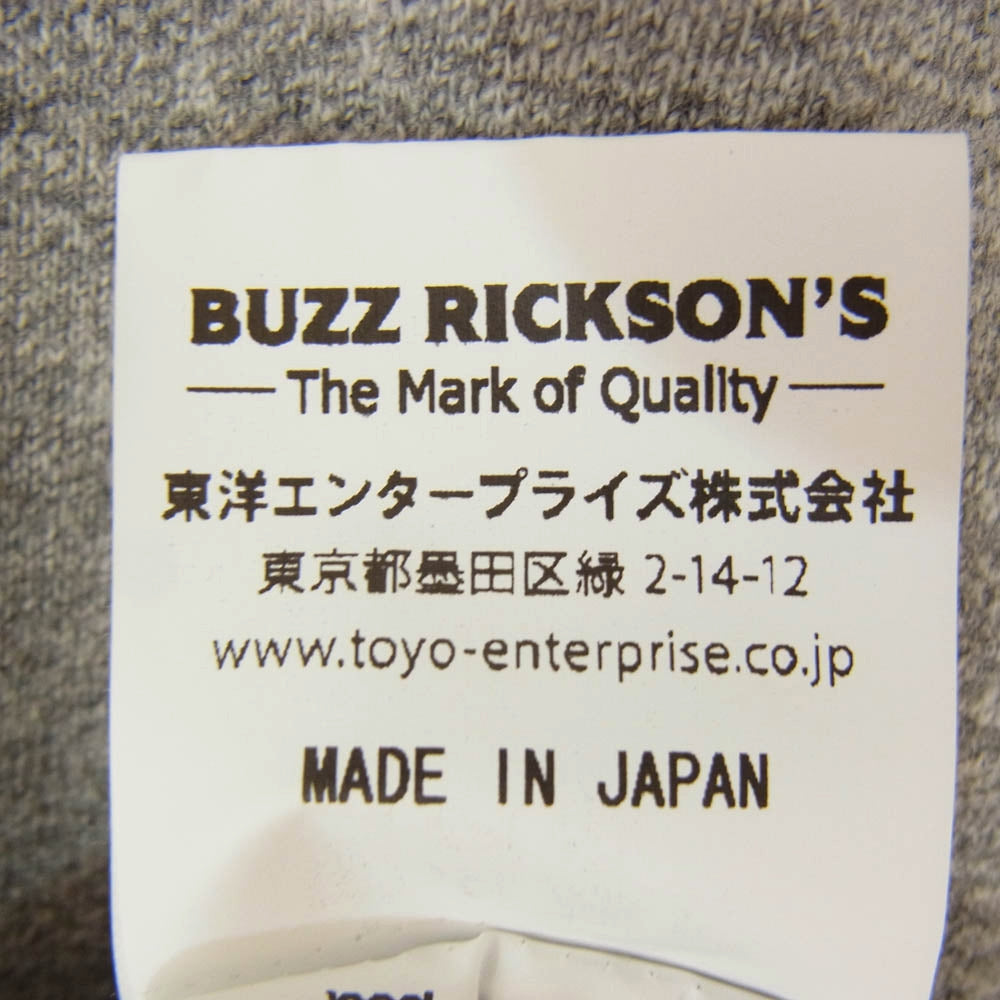 BUZZ RICKSON'S
The Mark of Quality
東洋エンタープライズ株式会社
東京都墨田区緑 2-14-12
www.toyo-enterprise.co.jp
MADE IN JAPAN